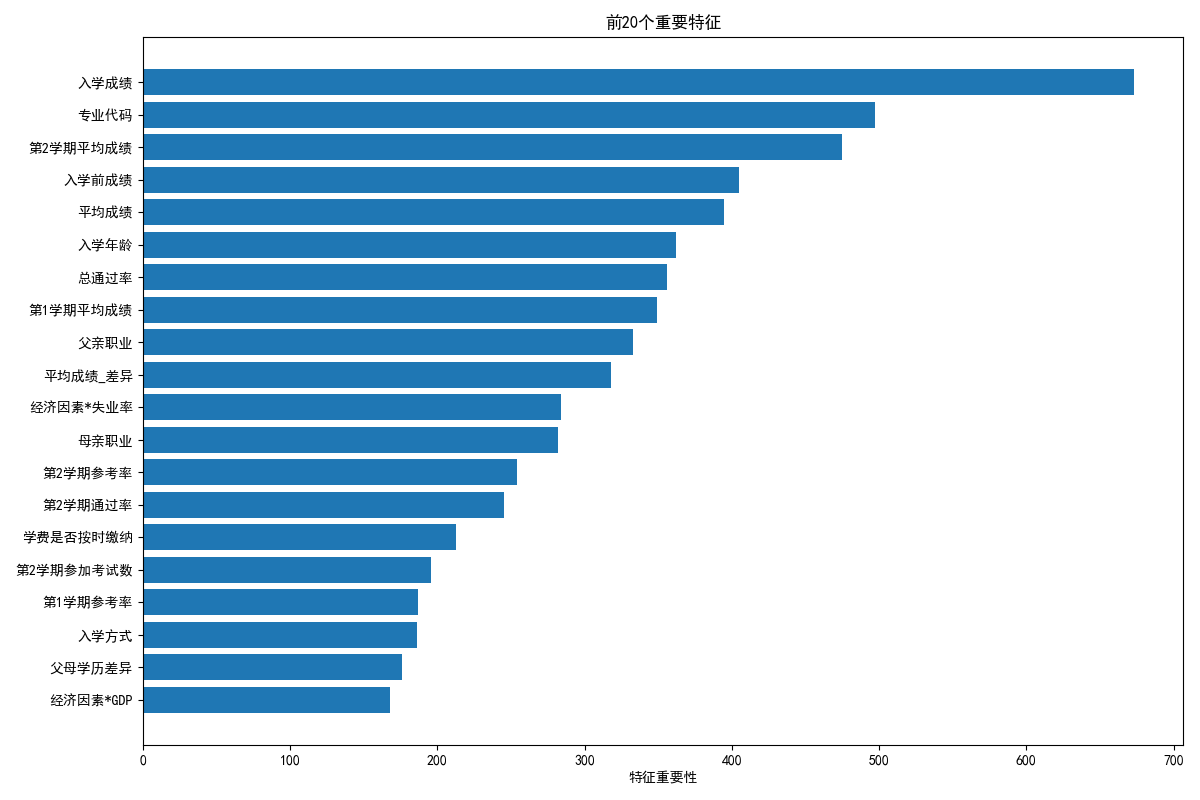 前20个重要特征
入学成绩
专业代码
第2学期平均成绩
入学前成绩
平均成绩
入学年龄
总通过率
第1学期平均成绩
父亲职业
平均成绩_差异
经济因素*失业率
母亲职业
第2学期参考率
第2学期通过率
学费是否按时缴纳
第2学期参加考试数
第1学期参考率
入学方式
父母学历差异
经济因素*GDP
0 100 200 300 400 500 600 700
特征重要性